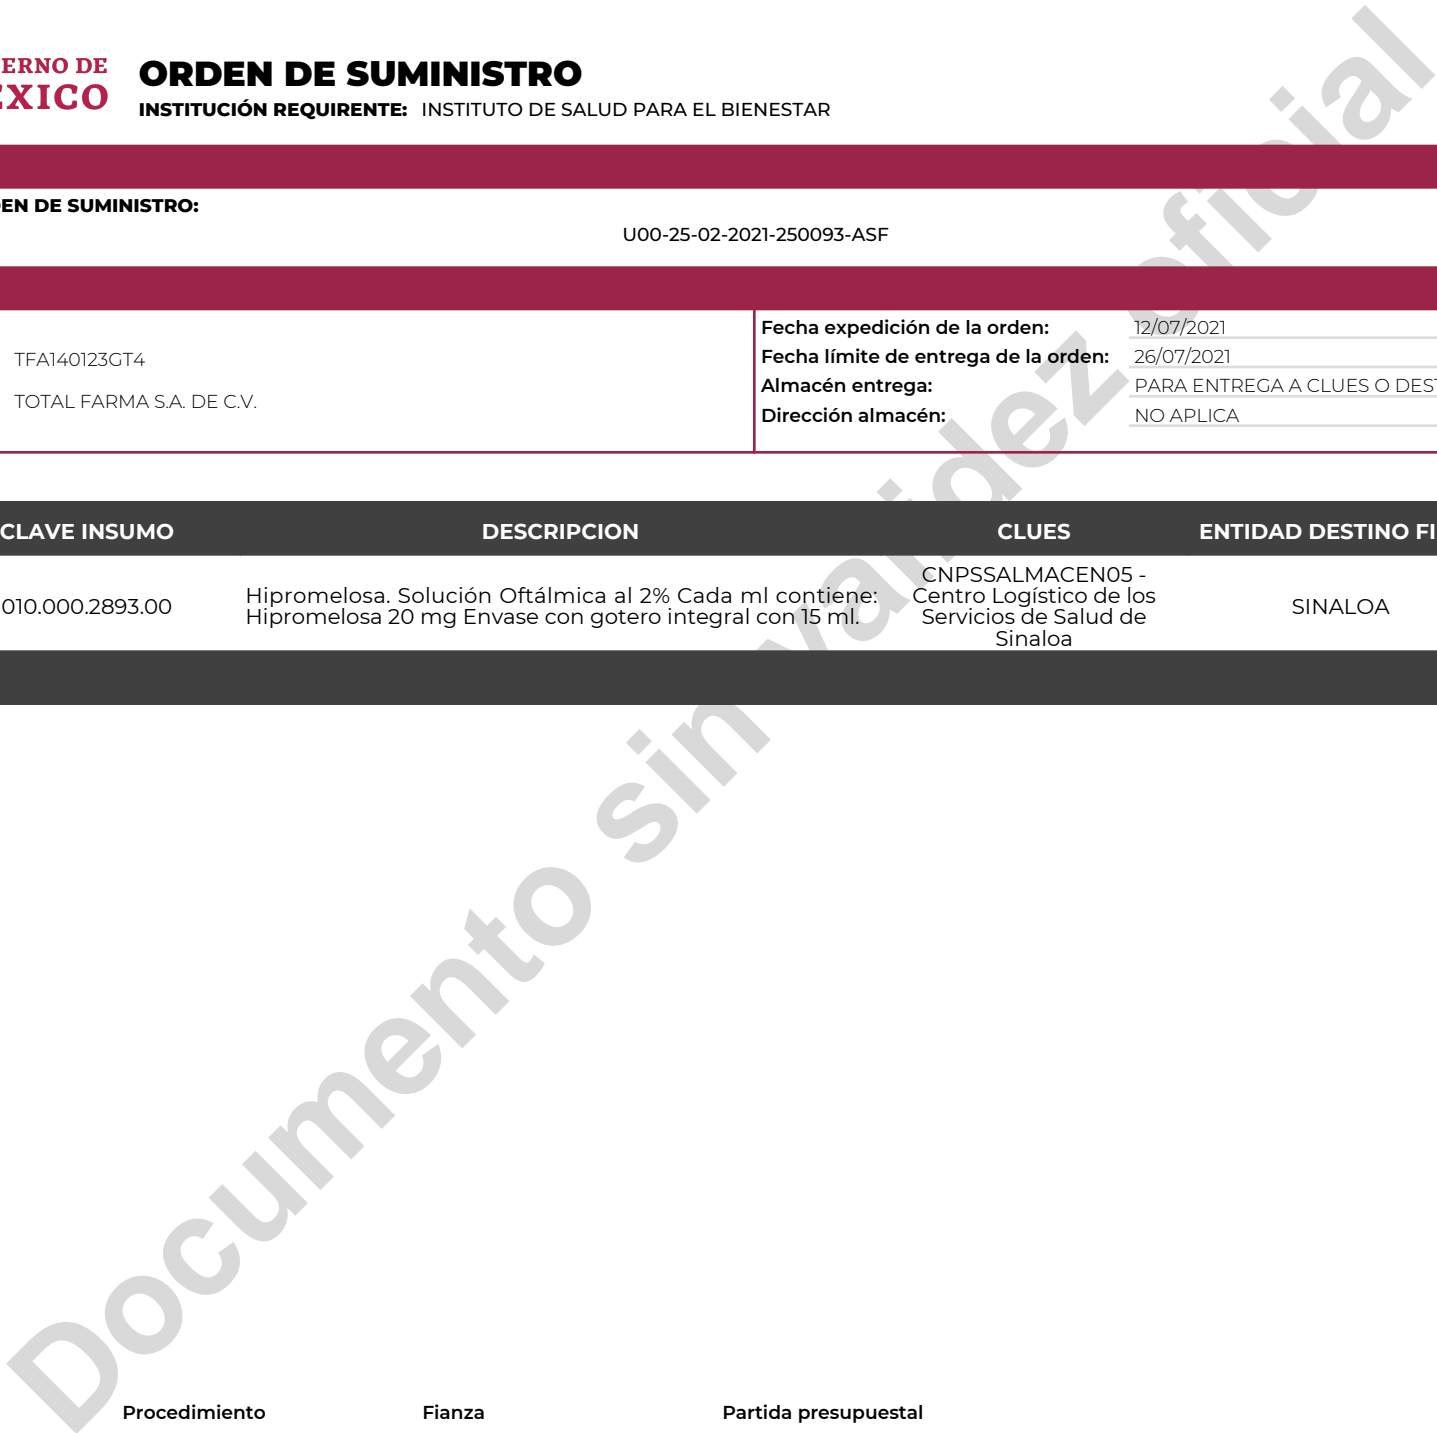 ERNO DE
EXICO
ORDEN DE SUMINISTRO
INSTITUCIÓN REQUIRENTE: INSTITUTO DE SALUD PARA EL BIENESTAR
EN DE SUMINISTRO:
U00-25-02-2021-250093-ASF
TFA140123GT4
TOTAL FARMA S.A. DE C.V.
Fecha expedición de la orden: 12/07/2021
Fecha límite de entrega de la orden: 26/07/2021
Almacén entrega: PARA ENTREGA A CLUES O DEST
Dirección almacén: NO APLICA
CLAVE INSUMO DESCRIPCION CLUES ENTIDAD DESTINO FI
010.000.2893.00
Hipromelosa. Solución Oftálmica al 2% Cada ml contiene:
Hipromelosa 20 mg Envase con gotero integral con 15 ml.
CNPSSALMACEN05 -
Centro Logístico de los
Servicios de Salud de
Sinaloa
SINALOA
Documento sin validez oficial
Procedimiento Fianza Partida presupuestal